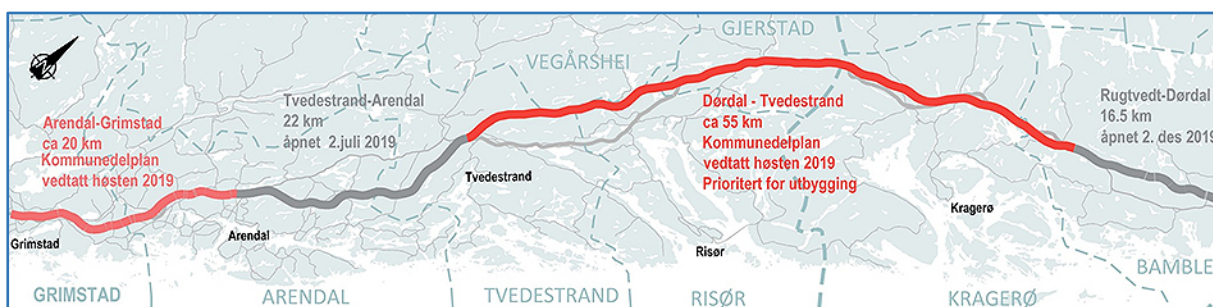 GJERSTAD
VEGÅRSHEI
Tvedestrand-Arendal
22 km
åpnet 2.juli 2019
Arendal-Grimstad
ca 20 km
Kommunedelplan
vedtatt høsten 2019
Dørdal - Tvedestrand
ca 55 km
Kommunedelplan
vedtatt høsten 2019
Prioritert for utbygging
Rugtvedt-Dørdal
16.5 km
åpnet 2. des 2019
Tvedestrand
Kragerø
Grimstad
Arendal
Risør
BAMBLE
GRIMSTAD
ARENDAL
TVEDESTRAND
RISØR
KRAGERØ